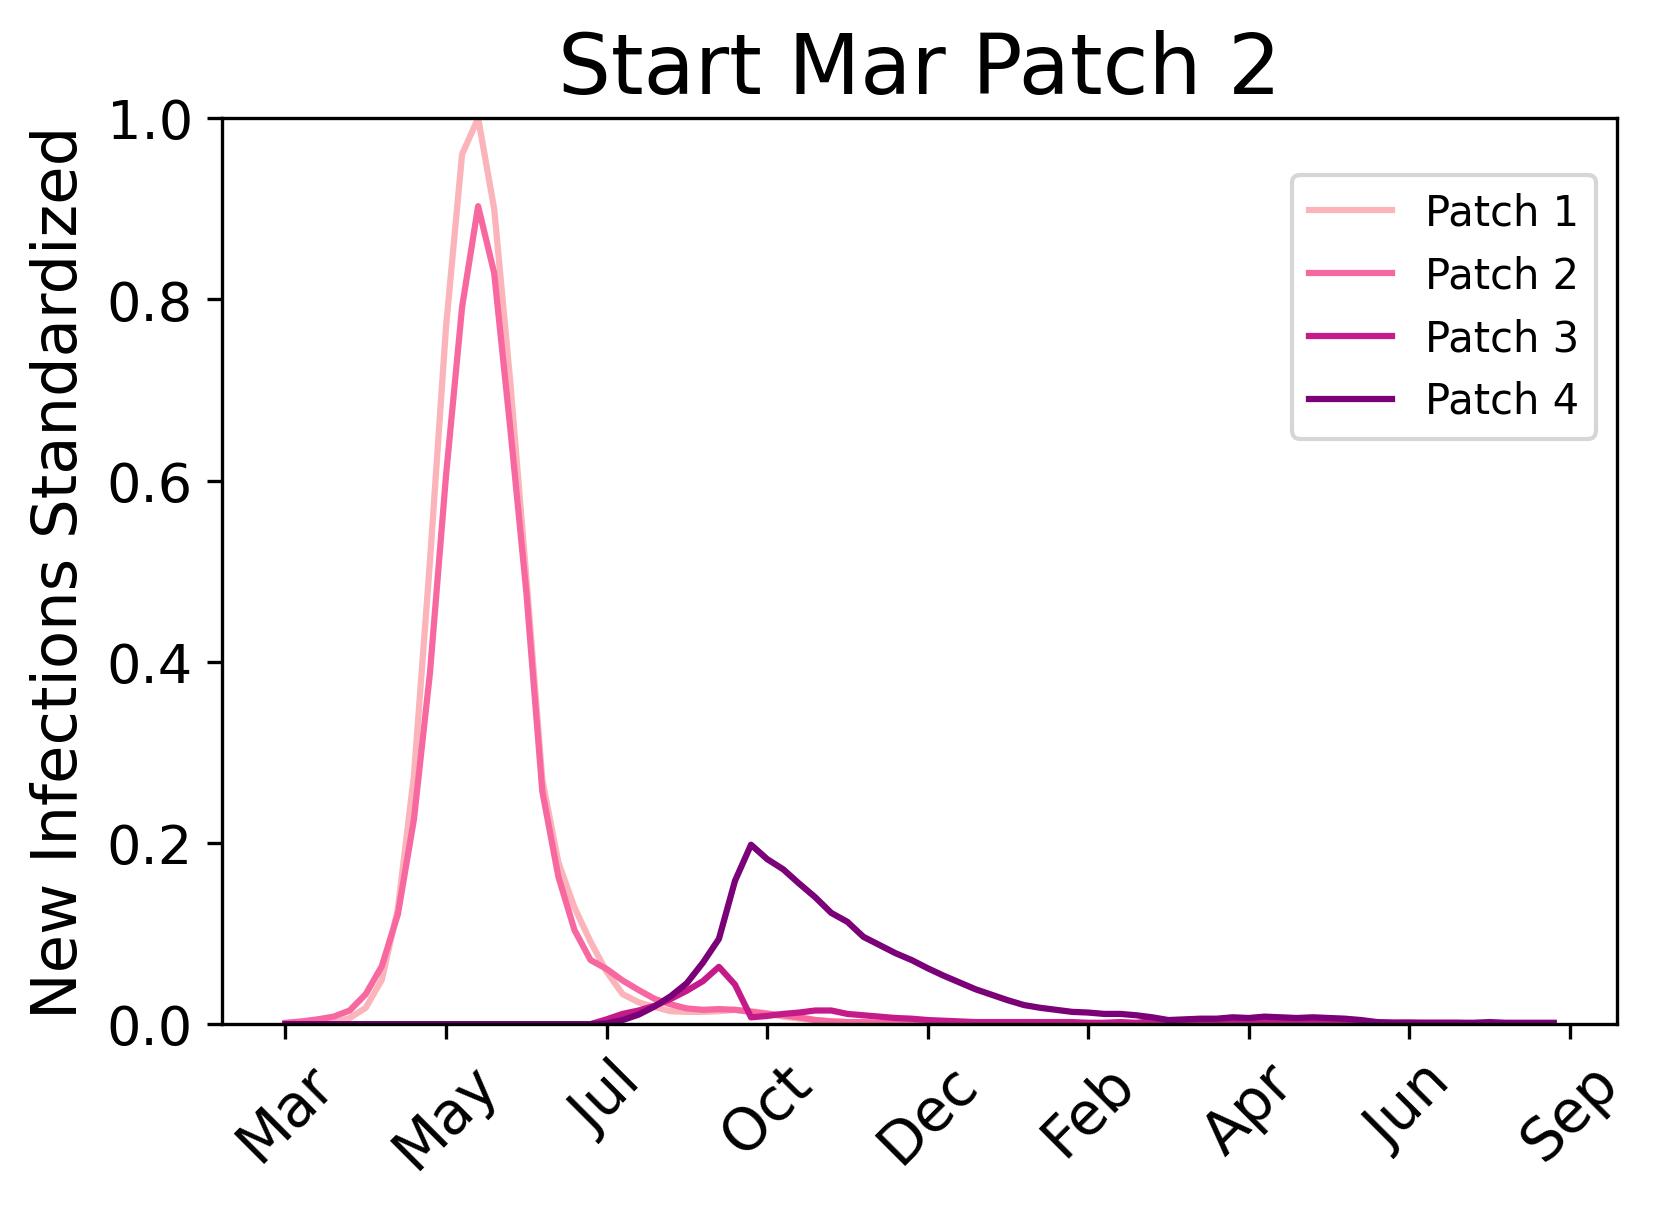 Start Mar Patch 2
New Infections Standardized
1.0
0.8
0.6
0.4
0.2
0.0
Patch 1
Patch 2
Patch 3
Patch 4
Mar
May
Jul
Oct
Dec
Feb
Apr
Jun
Sep